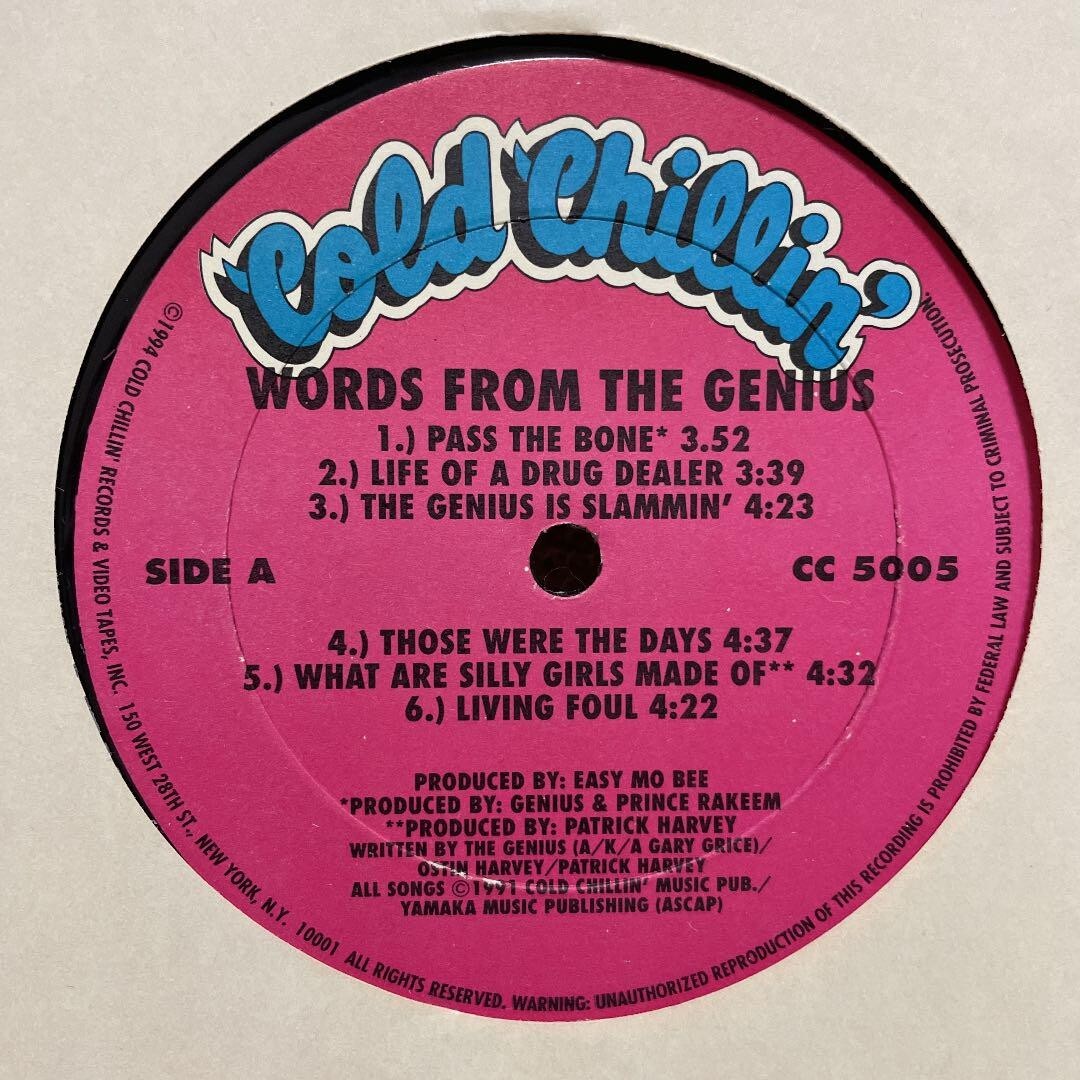 Cold Chillin'
WORDS FROM THE GENIUS
1.) PASS THE BONE* 3.52
2.) LIFE OF A DRUG DEALER 3:39
3.) THE GENIUS IS SLAMMIN' 4:23
SIDE A
CC 5005
4.) THOSE WERE THE DAYS 4:37
5.) WHAT ARE SILLY GIRLS MADE OF** 4:32
6.) LIVING FOUL 4:22
PRODUCED BY: EASY MO BEE
*PRODUCED BY: GENIUS & PRINCE RAKEEM
**PRODUCED BY: PATRICK HARVEY
WRITTEN BY THE GENIUS (A/K/A GARY GRICE)/
OSTIN HARVEY/PATRICK HARVEY
ALL SONGS ©1991 COLD CHILLIN' MUSIC PUB./
YAMAKA MUSIC PUBLISHING (ASCAP)
©1994 COLD CHILLIN' RECORDS & VIDEO TAPES, INC. 150 WEST 28TH ST., NEW YORK, N.Y. 10001 ALL RIGHTS RESERVED. WARNING: UNAUTHORIZED REPRODUCTION OF THIS RECORDING IS PROHIBITED BY FEDERAL LAW AND SUBJECT TO CRIMINAL PROSECUTION.